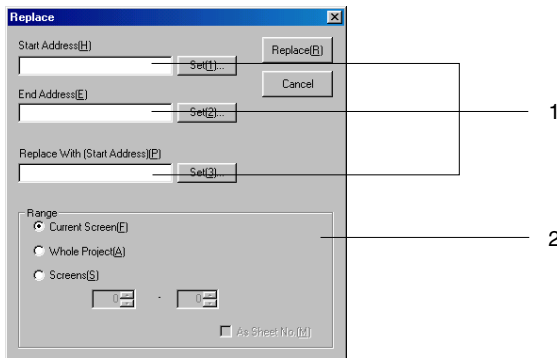 Replace
Start Address(H)
Set(1)...
Replace(R)
Cancel
End Address(E)
Set(2)...
1
Replace With (Start Address)(P)
Set(3)...
Range
Current Screen(F)
2
Whole Project(A)
Screens(S)
0 - 0
As Sheet No.(M)